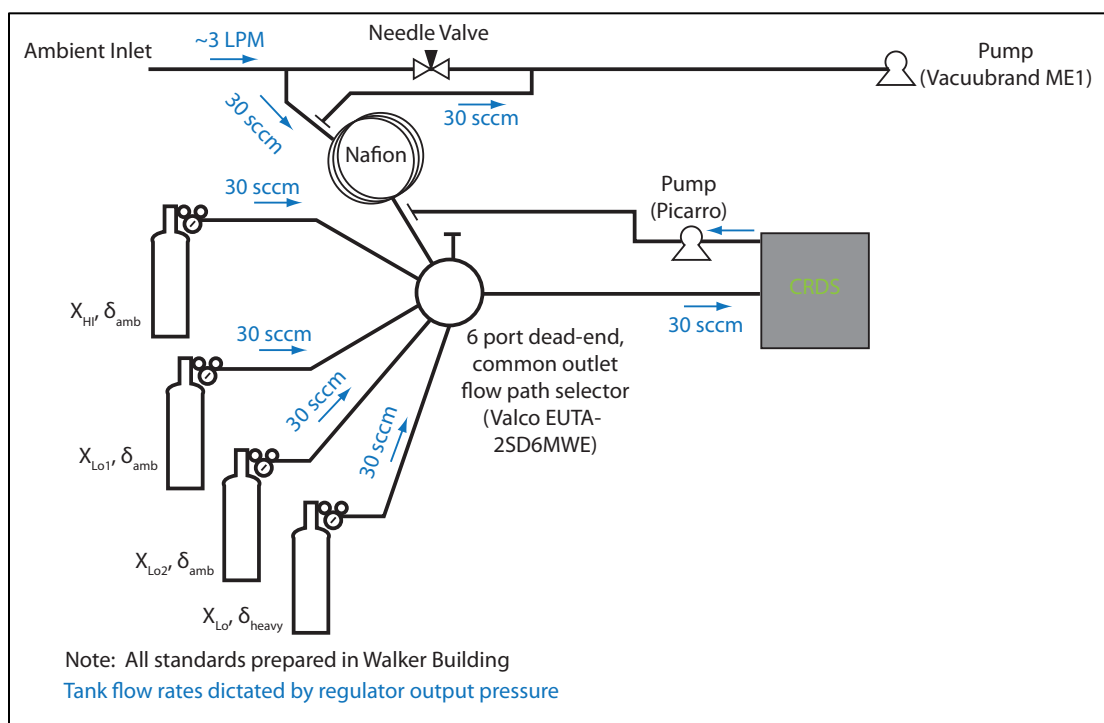 ~3 LPM
Needle Valve
Ambient Inlet
Pump
(Vacuubrand ME1)
30 sccm
30 sccm
Nafion
30 sccm
Pump
(Picarro)
CRDS
X_HI, δ_amb
30 sccm
30 sccm
6 port dead-end,
common outlet
flow path selector
(Valco EUTA-
2SD6MWE)
30 sccm
30 sccm
X_Lo1, δ_amb
X_Lo2, δ_amb
X_Lo, δ_heavy
Note: All standards prepared in Walker Building
Tank flow rates dictated by regulator output pressure